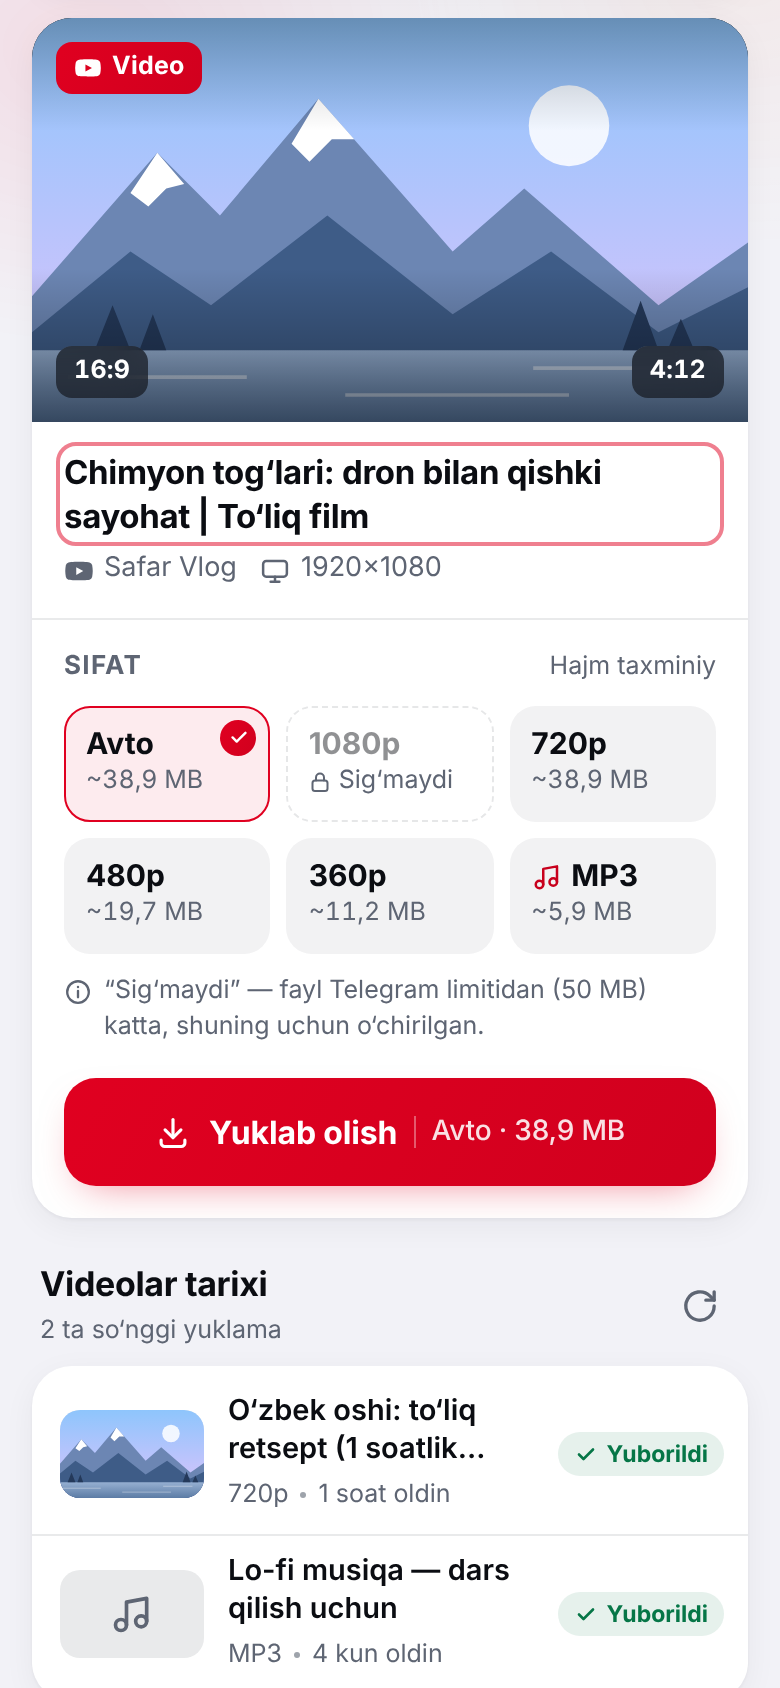 Video
16:9
4:12
Chimyon tog‘lari: dron bilan qishki
sayohat | To‘liq film
Safar Vlog 1920×1080
SIFAT
Hajm taxminiy
Avto
~38,9 MB
1080p
Sig‘maydi
720p
~38,9 MB
480p
~19,7 MB
360p
~11,2 MB
MP3
~5,9 MB
“Sig‘maydi” — fayl Telegram limitidan (50 MB)
katta, shuning uchun o‘chirilgan.
Yuklab olish | Avto · 38,9 MB
Videolar tarixi
2 ta so‘nggi yuklama
O‘zbek oshi: to‘liq
retsept (1 soatlik...
720p • 1 soat oldin
Yuborildi
Lo-fi musiqa — dars
qilish uchun
MP3 • 4 kun oldin
Yuborildi